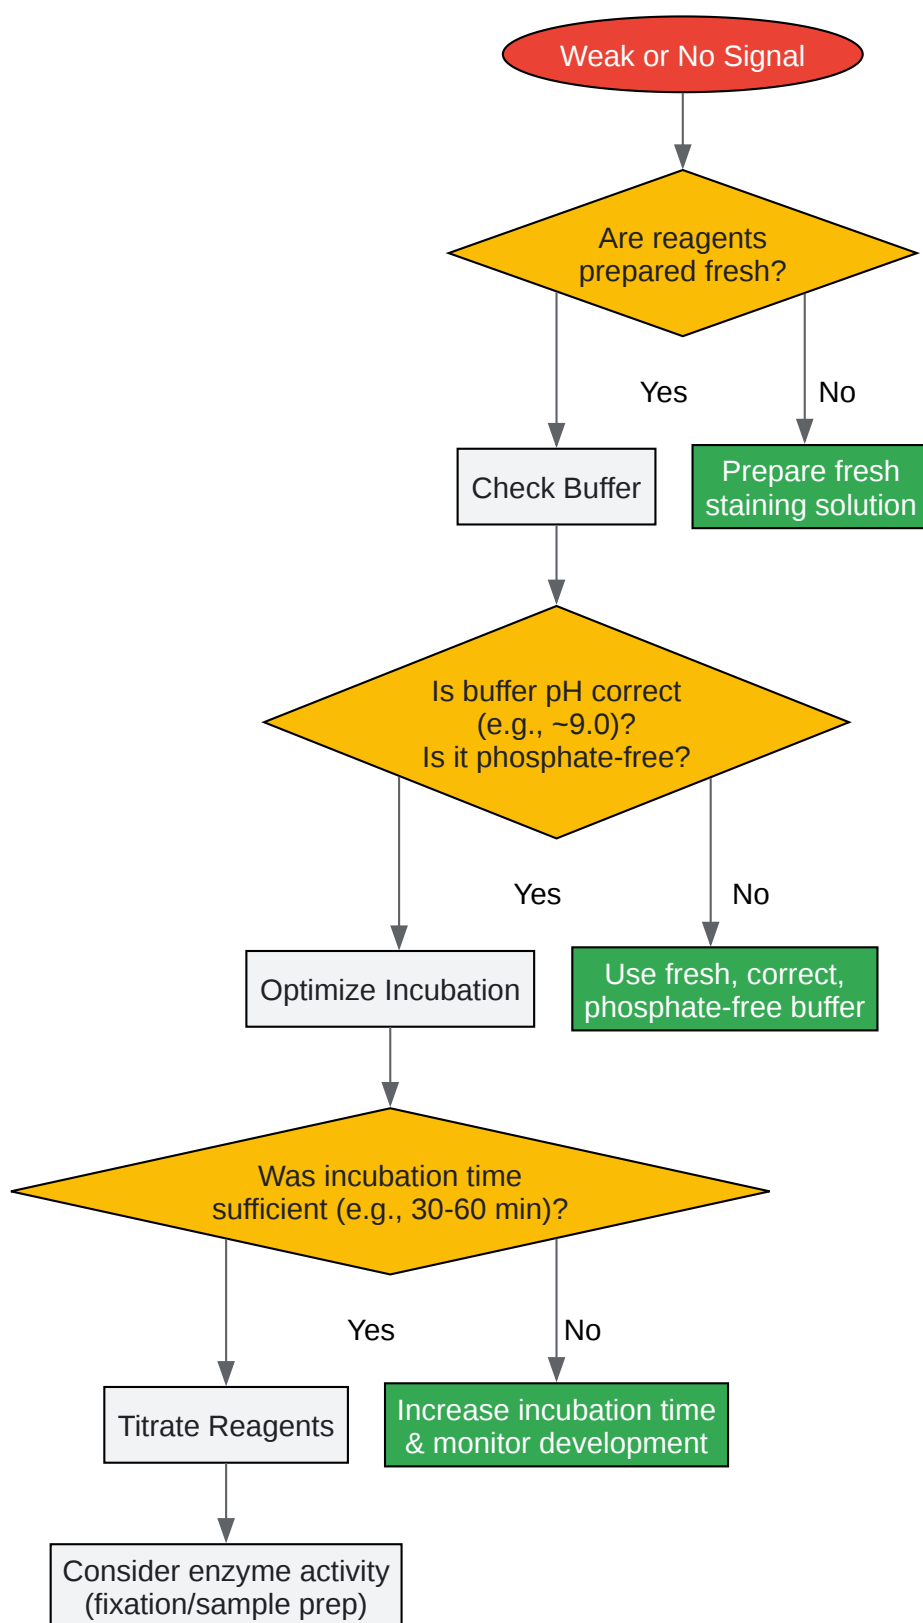 Weak or No Signal
Are reagents
prepared fresh?
Yes
No
Check Buffer
Prepare fresh
staining solution
Is buffer pH correct
(e.g., ~9.0)?
Is it phosphate-free?
Yes
No
Optimize Incubation
Use fresh, correct,
phosphate-free buffer
Was incubation time
sufficient (e.g., 30-60 min)?
Yes
No
Titrate Reagents
Increase incubation time
& monitor development
Consider enzyme activity
(fixation/sample prep)